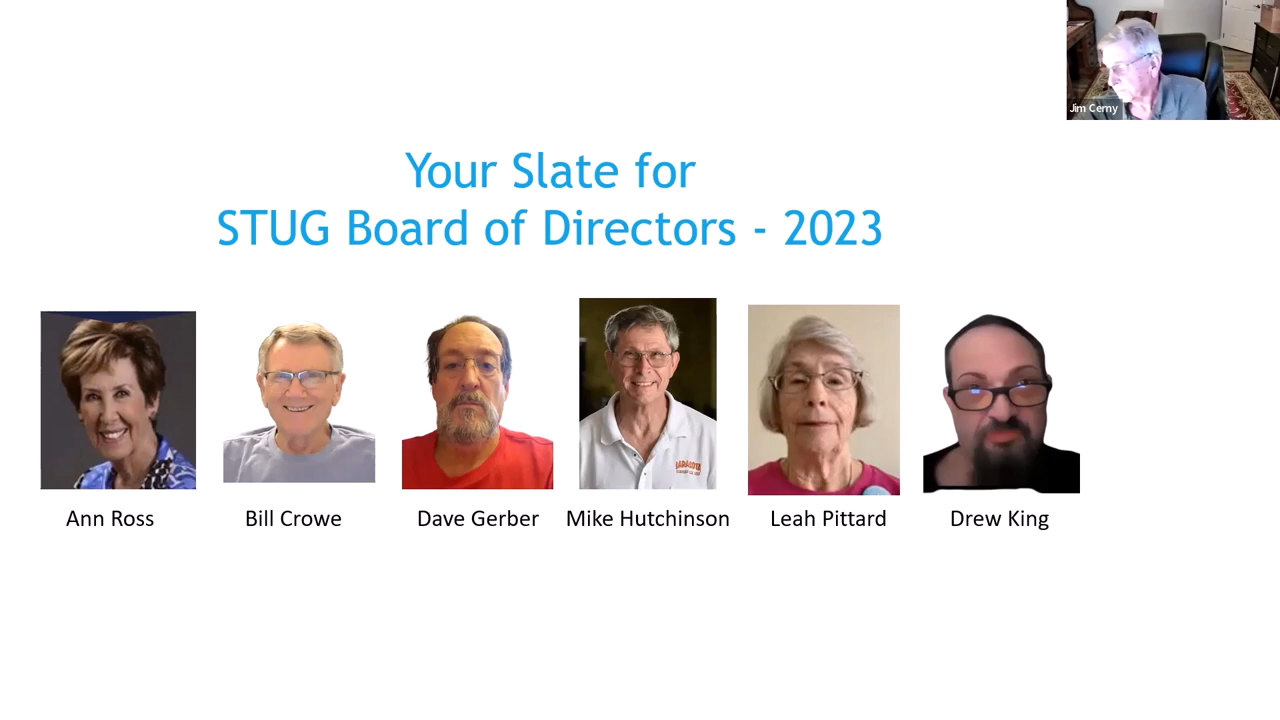 Jim Cerny
Your Slate for
STUG Board of Directors - 2023
Ann Ross
Bill Crowe
Dave Gerber
Mike Hutchinson
Leah Pittard
Drew King